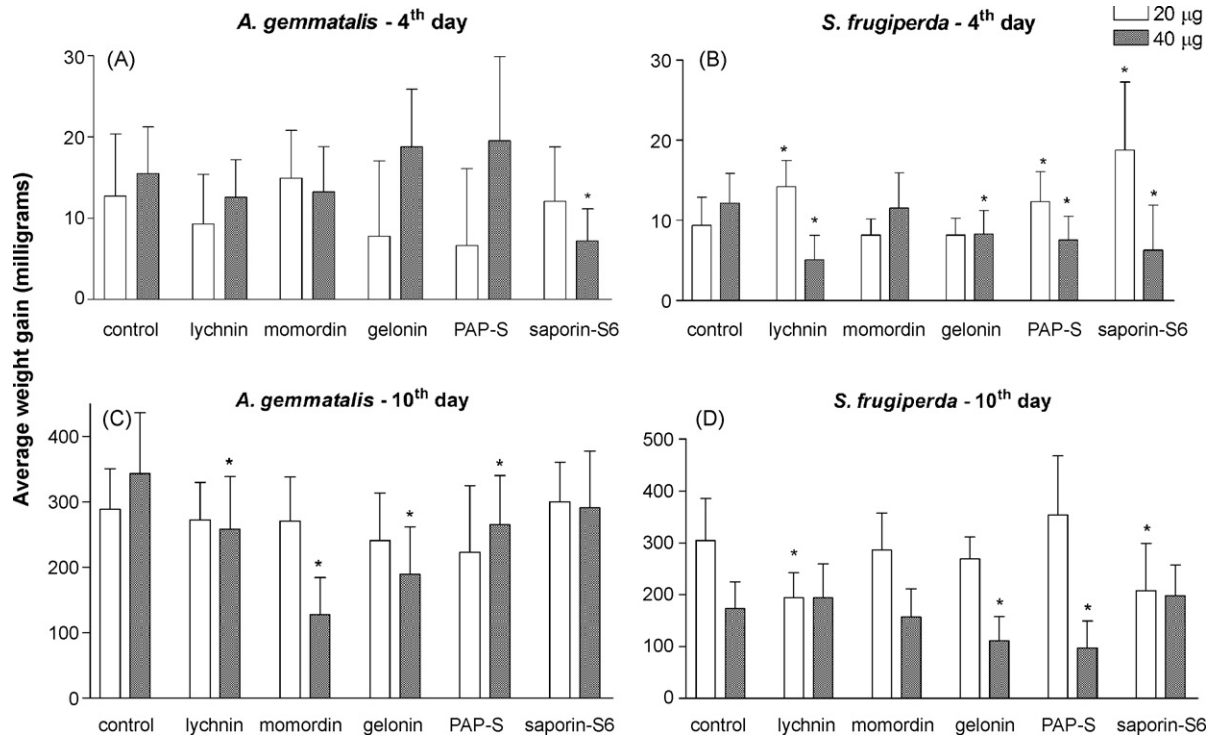 A. gemmatalis - 4th day
S. frugiperda - 4th day
20 µg
40 µg
Average weight gain (milligrams)
(A)
30
20
10
0
control lychnin momordin gelonin PAP-S saporin-S6
*
(B)
30
20
10
0
control lychnin momordin gelonin PAP-S saporin-S6
* * * * * * *
A. gemmatalis - 10th day
S. frugiperda - 10th day
(C)
400
300
200
100
0
control lychnin momordin gelonin PAP-S saporin-S6
* * * *
(D)
500
400
300
200
100
0
control lychnin momordin gelonin PAP-S saporin-S6
* * * *